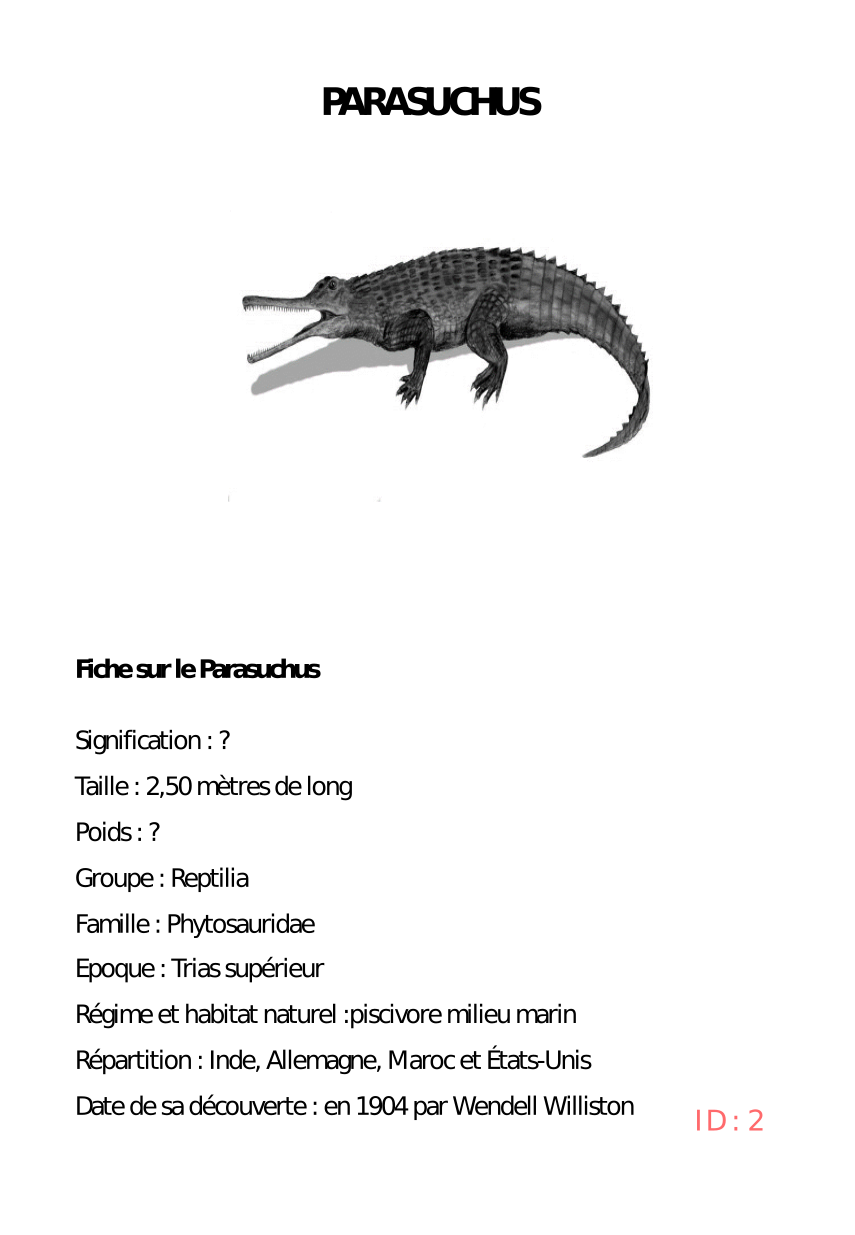 PARASUCHUS
Fiche sur le Parasuchus
Signification : ?
Taille : 2,50 mètres de long
Poids : ?
Groupe : Reptilia
Famille : Phytosauridae
Epoque : Trias supérieur
Régime et habitat naturel :piscivore milieu marin
Répartition : Inde, Allemagne, Maroc et États-Unis
Date de sa découverte : en 1904 par Wendell Williston
ID : 2